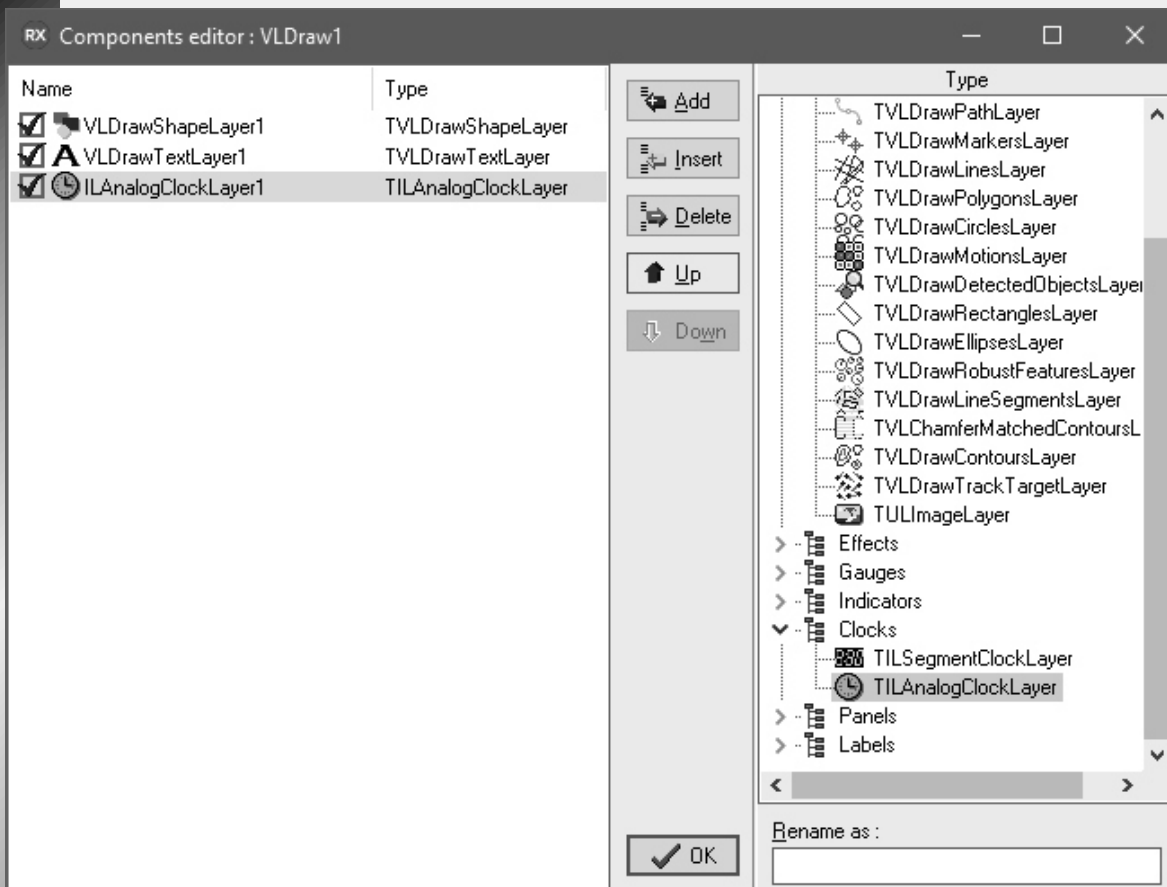 RX Components editor : VLDraw1
Name Type
VLDrawShapeLayer1 TVLDrawShapeLayer
A VLDrawTextLayer1 TVLDrawTextLayer
ILAnalogClockLayer1 TILAnalogClockLayer
Add
Insert
Delete
Up
Down
OK
Type
TVLDrawPathLayer
TVLDrawMarkersLayer
TVLDrawLinesLayer
TVLDrawPolygonsLayer
TVLDrawCirclesLayer
TVLDrawMotionsLayer
TVLDrawDetectedObjectsLayer
TVLDrawRectanglesLayer
TVLDrawEllipsesLayer
TVLDrawRobustFeaturesLayer
TVLDrawLineSegmentsLayer
TVLChamferMatchedContoursL
TVLDrawContoursLayer
TVLDrawTrackTargetLayer
TULImageLayer
Effects
Gauges
Indicators
Clocks
TILSegmentClockLayer
TILAnalogClockLayer
Panels
Labels
Rename as :